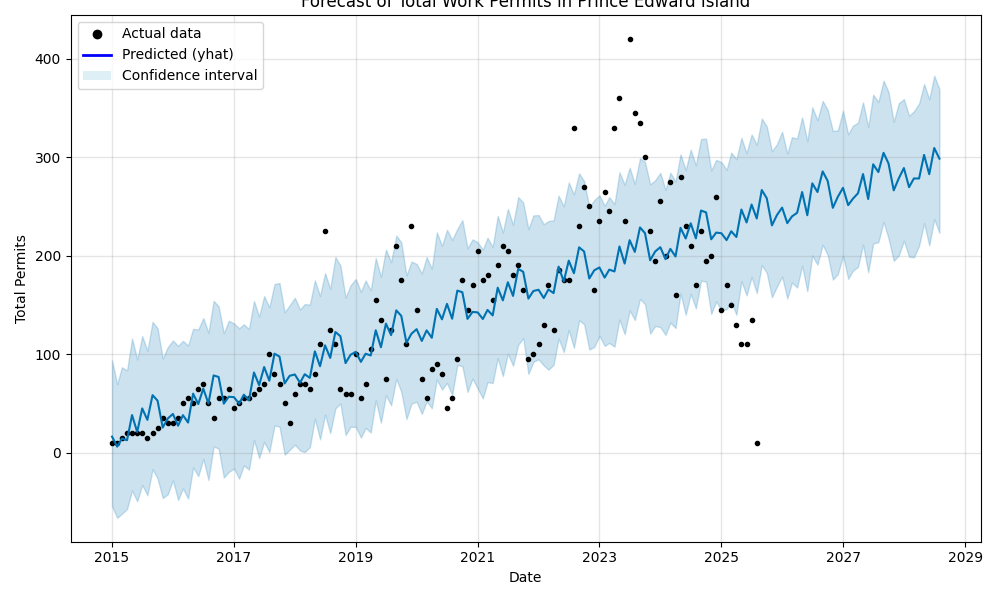 Forecast of Total Work Permits in Prince Edward Island
Actual data
Predicted (yhat)
Confidence interval
Total Permits
400
300
200
100
0
2015 2017 2019 2021 2023 2025 2027 2029
Date